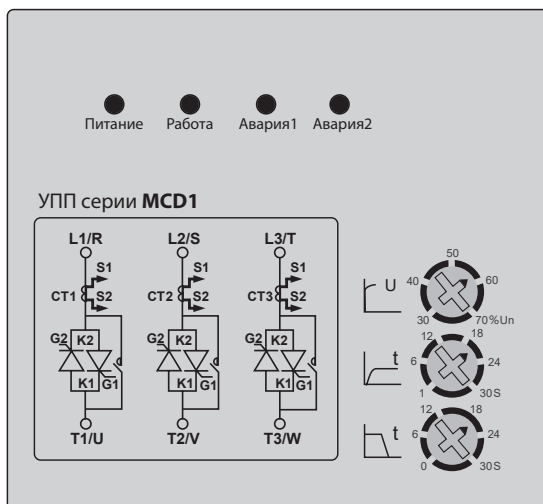 Питание Работа Авария1 Авария2
УПП серии MCD1
L1/R L2/S L3/T
S1 S1 S1
CT1 S2 CT2 S2 CT3 S2
G2 K2 G2 K2 G2 K2
K1 G1 K1 G1 K1 G1
T1/U T2/V T3/W
50
40 60
U
30 70%Un
12 18
t 6 24
1 30S
12 18
t 6 24
0 30S